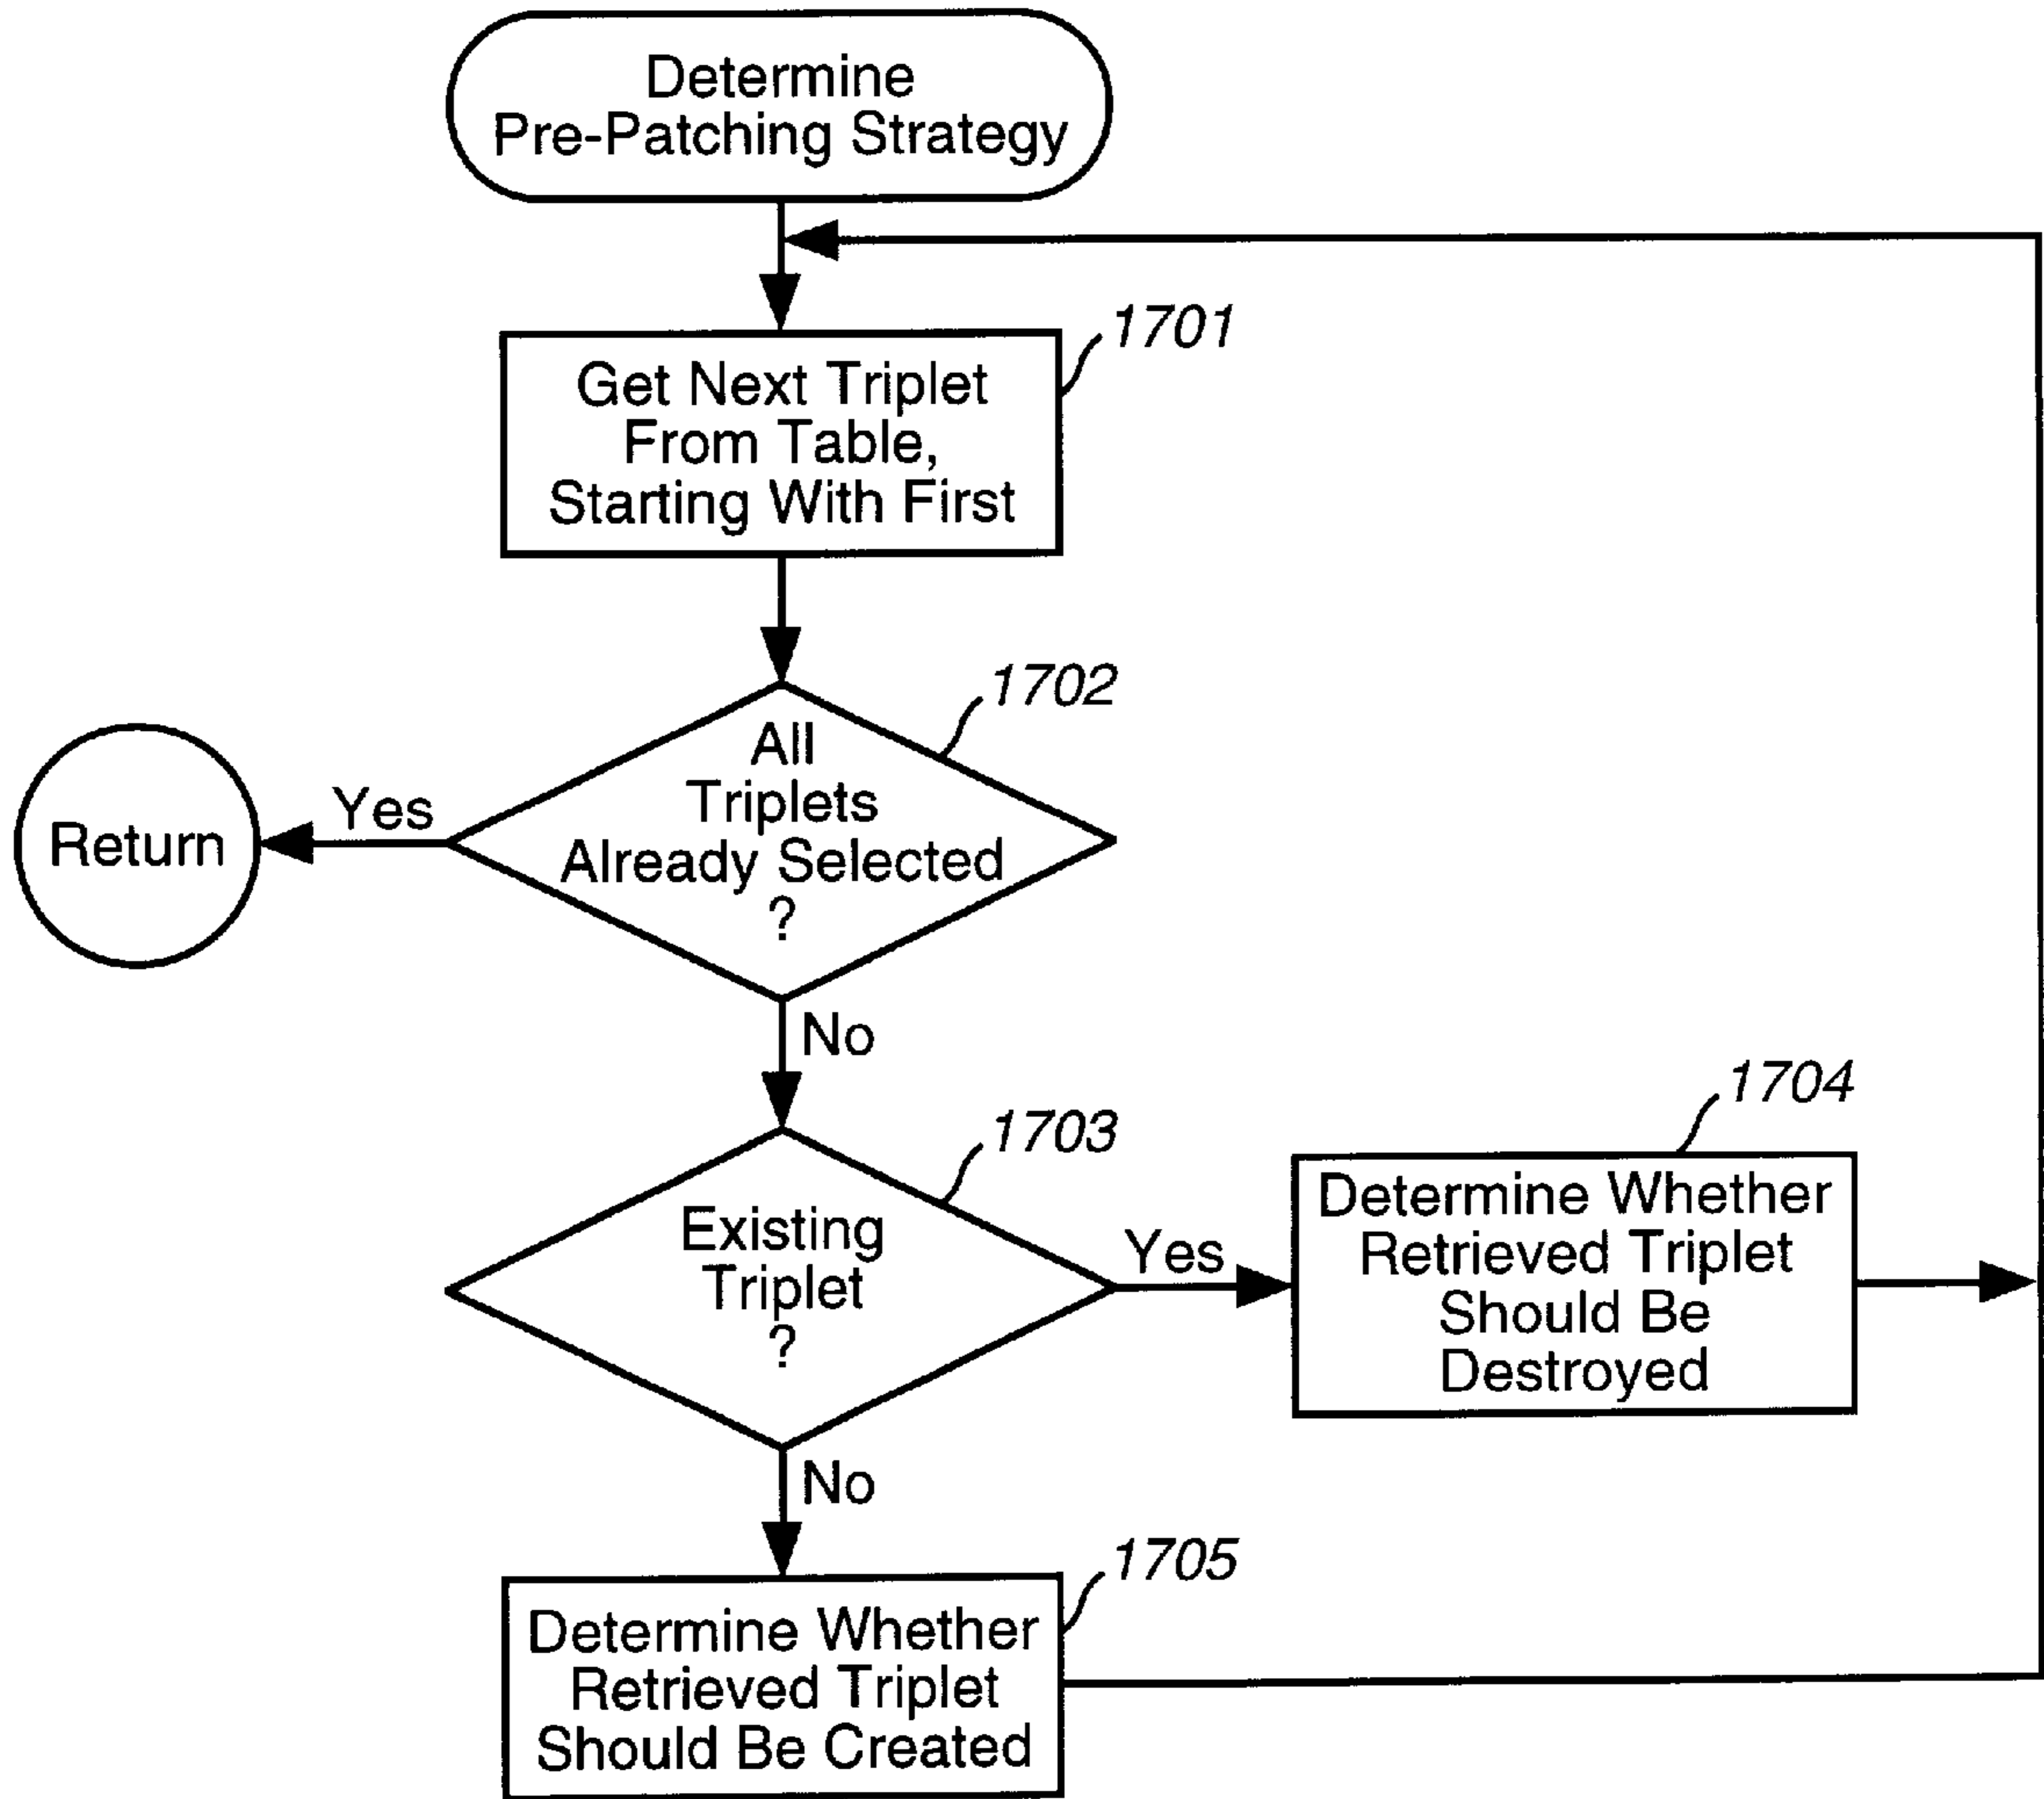 Determine
Pre-Patching Strategy
1701
Get Next Triplet
From Table,
Starting With First
1702
All
Triplets
Already Selected
?
Yes
Return
No
1703
Existing
Triplet
?
Yes
1704
Determine Whether
Retrieved Triplet
Should Be
Destroyed
No
1705
Determine Whether
Retrieved Triplet
Should Be Created